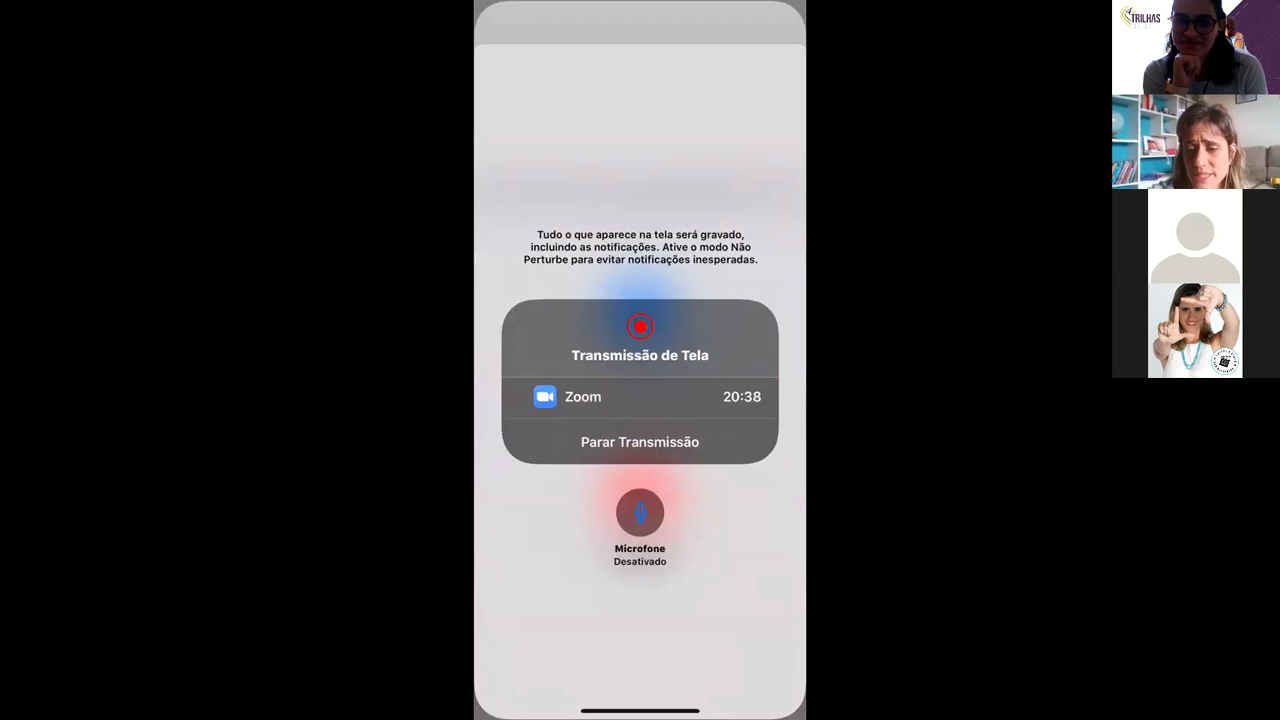 Tudo o que aparece na tela será gravado,
incluindo as notificações. Ative o modo Não
Perturbe para evitar notificações inesperadas.
Transmissão de Tela
Zoom 20:38
Parar Transmissão
Microfone
Desativado
TRILHAS